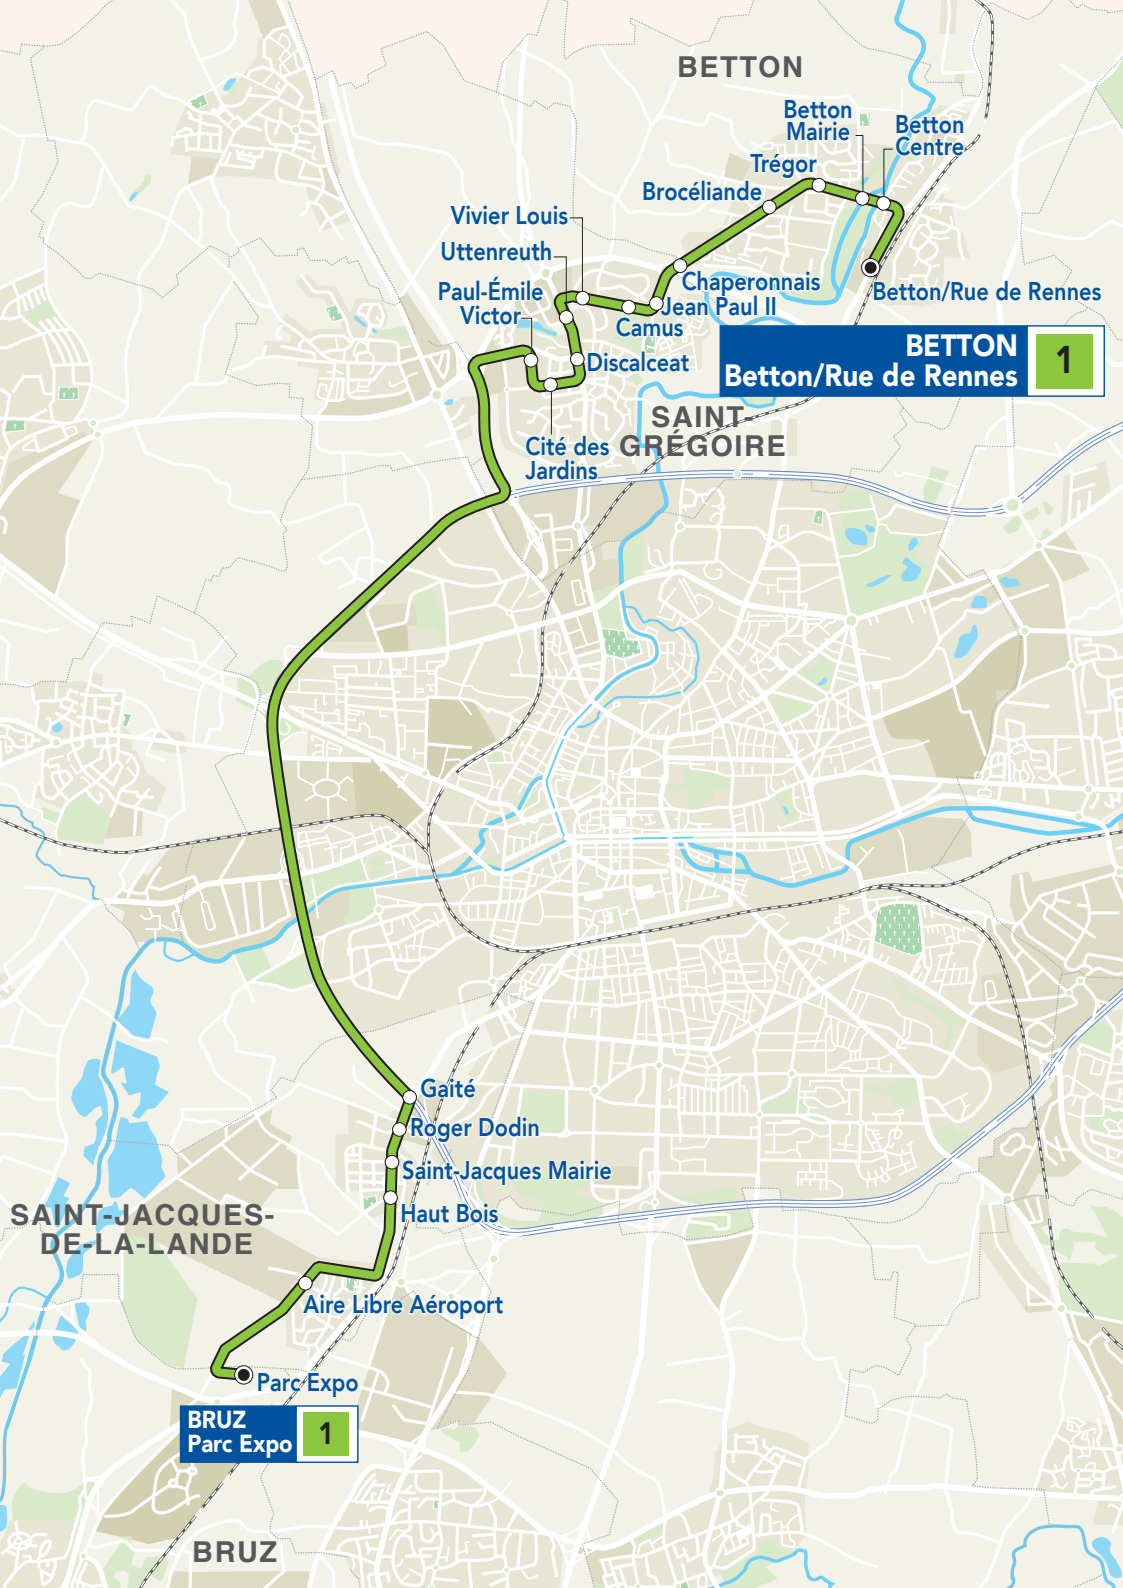 BETTON
Betton
Mairie
Betton
Centre
Trégor
Brocéliande
Vivier Louis
Uttenreuth
Paul-Émile
Victor
Chaperonnais
Jean Paul II
Camus
Betton/Rue de Rennes
BETTON
Betton/Rue de Rennes
1
Discalceat
SAINT-
GRÉGOIRE
Cité des
Jardins
Gaité
Roger Dodin
Saint-Jacques Mairie
Haut Bois
SAINT-JACQUES-
DE-LA-LANDE
Aire Libre Aéroport
Parc Expo
BRUZ
Parc Expo
1
BRUZ